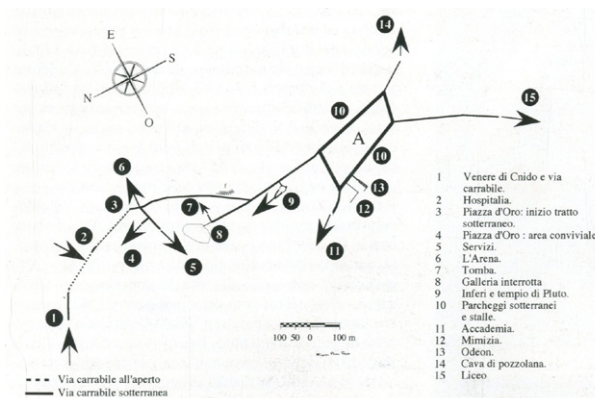 E
S
N
O
14
15
10
A
10
6
13
12
3
7
9
8
11
2
4
5
1
100 50 0 100 m
1 Venere di Cnido e via
carrabile.
2 Hospitalia.
3 Piazza d'Oro: inizio tratto
sotterraneo.
4 Piazza d'Oro : area conviviale
5 Servizi.
6 L'Arena.
7 Tomba.
8 Galleria interrotta
9 Inferi e tempio di Pluto.
10 Parcheggi sotterranei
e stalle.
11 Accademia.
12 Mimizia.
13 Odeon.
14 Cava di pozzolana.
15 Liceo
Via carrabile all'aperto
Via carrabile sotterranea